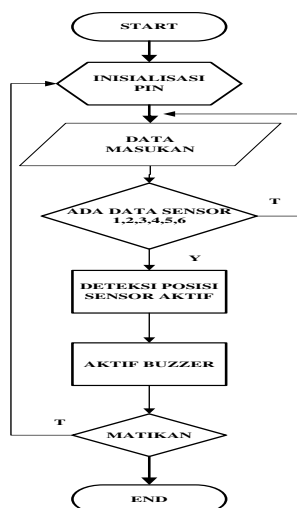 START
INISIALISASI
PIN
DATA
MASUKAN
ADA DATA SENSOR
1,2,3,4,5,6
T
Y
DETEKSI POSISI
SENSOR AKTIF
AKTIF BUZZER
T
MATIKAN
END